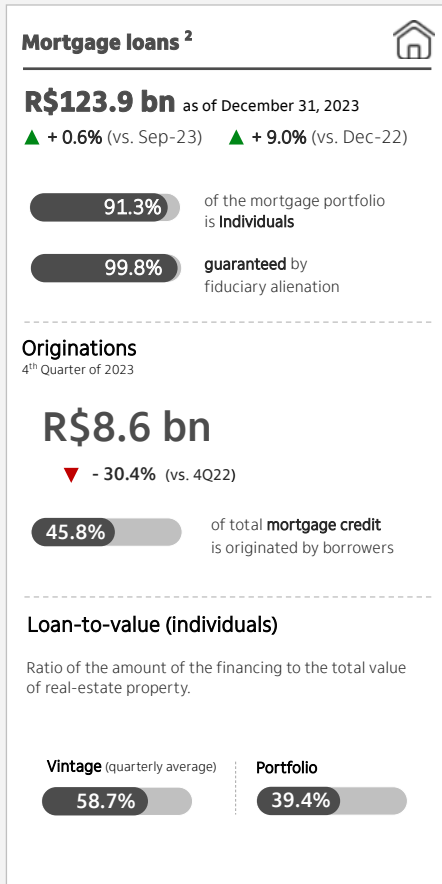 Mortgage loans ²
R$123.9 bn as of December 31, 2023
▲ + 0.6% (vs. Sep-23) ▲ + 9.0% (vs. Dec-22)
91.3% of the mortgage portfolio
is Individuals
99.8% guaranteed by
fiduciary alienation
Originations
4th Quarter of 2023
R$8.6 bn
▼ - 30.4% (vs. 4Q22)
45.8% of total mortgage credit
is originated by borrowers
Loan-to-value (individuals)
Ratio of the amount of the financing to the total value
of real-estate property.
Vintage (quarterly average) Portfolio
58.7% 39.4%